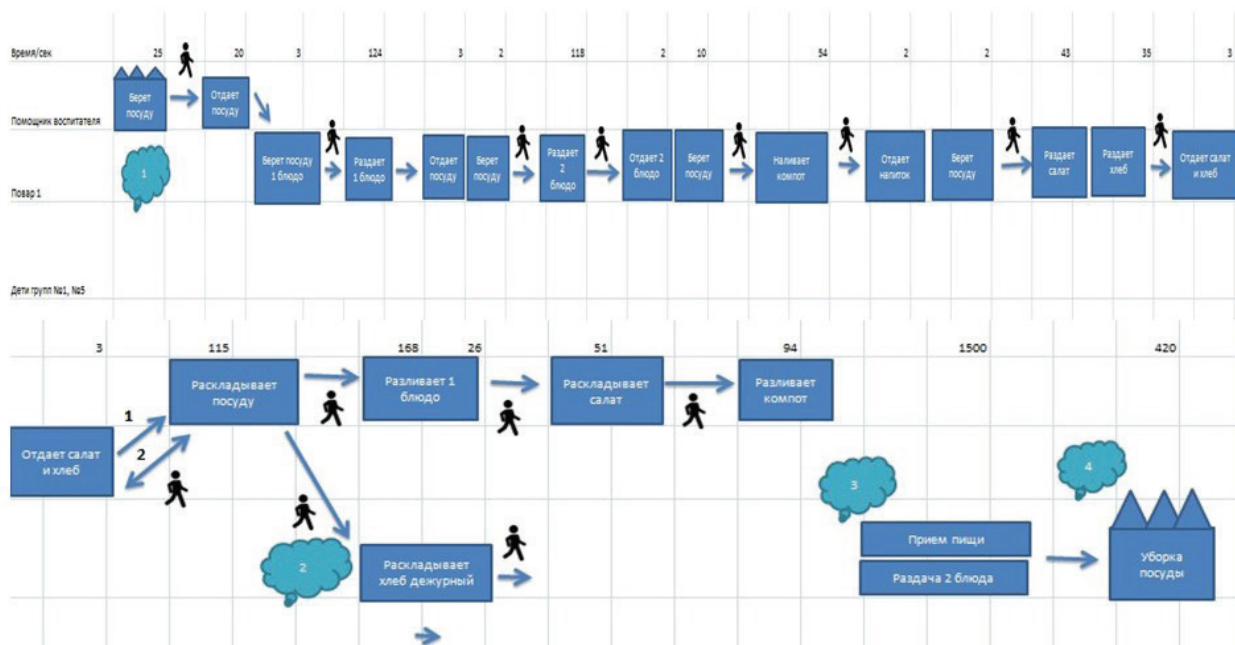 Время/сек 25 20 3 124 3 2 118 2 10 54 2 2 43 35 3
Берет
посуду
Отдает
посуду
Помощник воспитателя
1
Берет посуду
1 блюдо
Раздает
1 блюдо
Отдает
посуду
Берет
посуду
Раздает
2
блюдо
Отдает 2
блюдо
Берет
посуду
Наливает
компот
Отдает
напиток
Берет
посуду
Раздает
салат
Раздает
хлеб
Отдает салат
и хлеб
Повар 1
Дети групп №1, №5
3 115 168 26 51 94 1500 420
Раскладывает
посуду
Разливает 1
блюдо
Раскладывает
салат
Разливает
компот
1
2
Отдает салат
и хлеб
2
Раскладывает
хлеб дежурный
3
4
Прием пищи
Раздача 2 блюда
Уборка
посуды